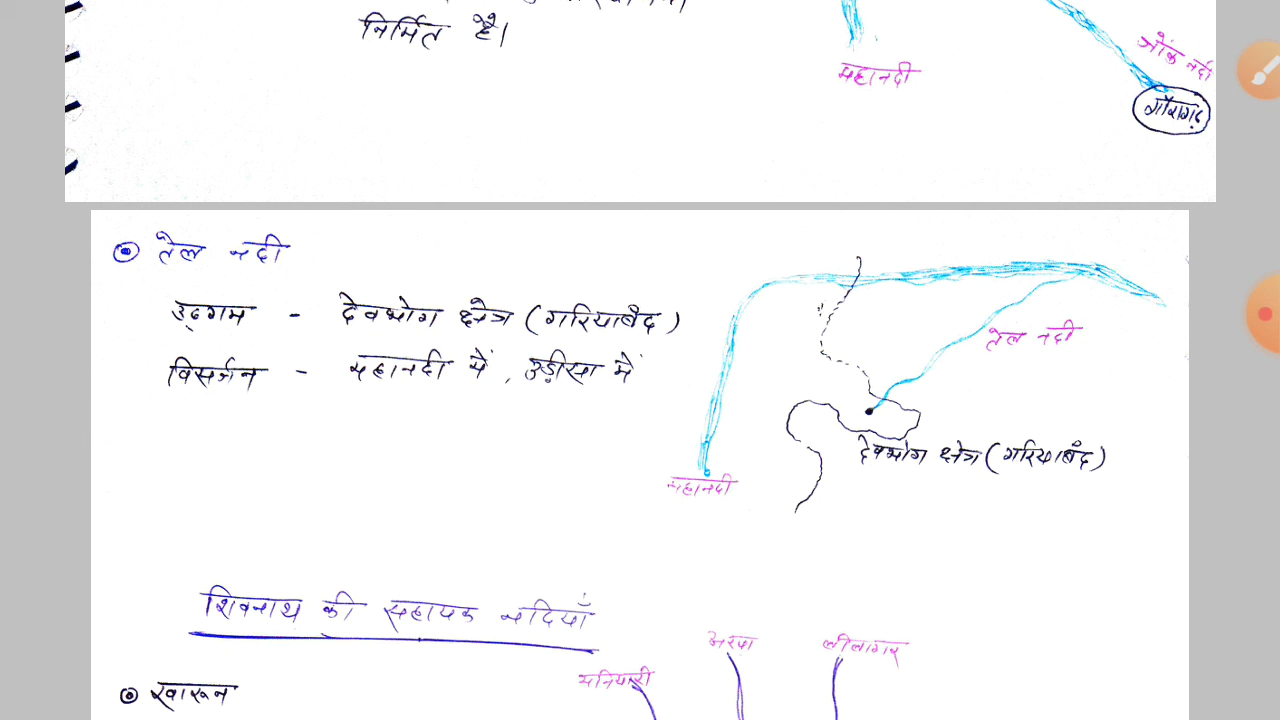 निर्मित है।
महानदी
जोंक नदी
तेल नदी
उद्गम - देवभोग क्षेत्र (गरियाबंद)
विसर्जन - महानदी में, उड़ीसा में
तेल नदी
देवभोग क्षेत्र (गरियाबंद)
महानदी
शिवनाथ की सहायक नदियाँ
अरपा
लीलागर
मनियारी
खारून